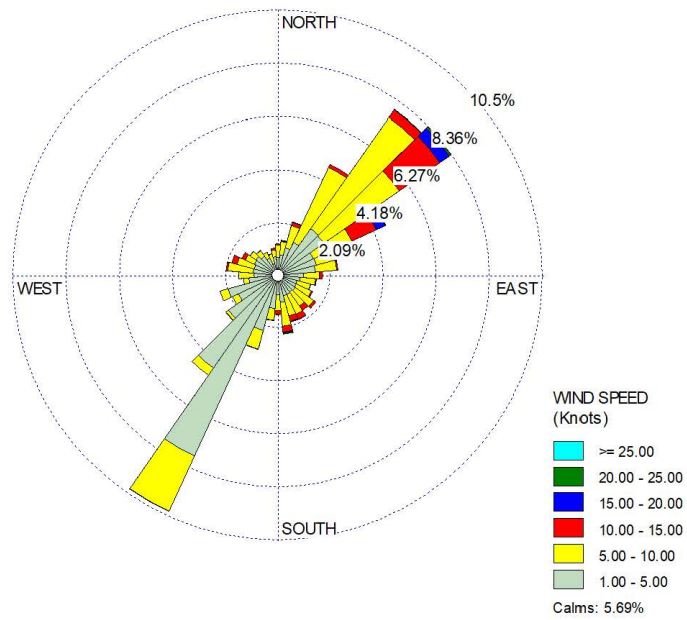 NORTH
10.5%
8.36%
6.27%
4.18%
2.09%
WEST
EAST
SOUTH
WIND SPEED
(Knots)
>= 25.00
20.00 - 25.00
15.00 - 20.00
10.00 - 15.00
5.00 - 10.00
1.00 - 5.00
Calms: 5.69%